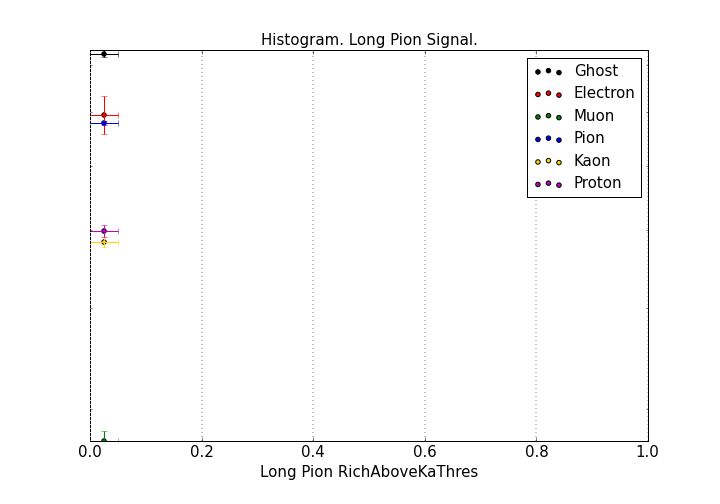 Histogram. Long Pion Signal.
Ghost
Electron
Muon
Pion
Kaon
Proton
0.0 0.2 0.4 0.6 0.8 1.0
Long Pion RichAboveKaThres